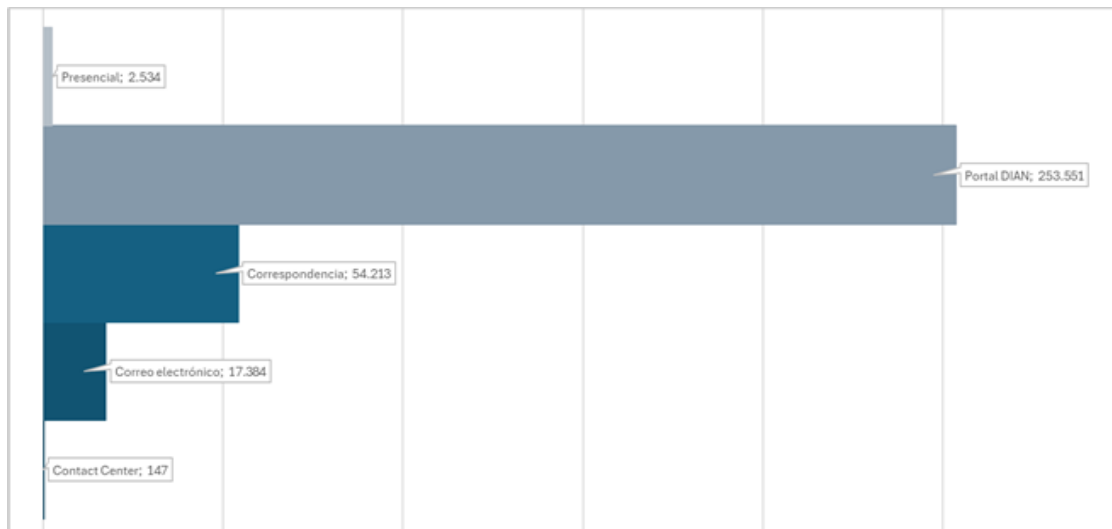 Presencial; 2.534
Portal DIAN; 253.551
Correspondencia; 54.213
Correo electrónico; 17.384
Contact Center; 147